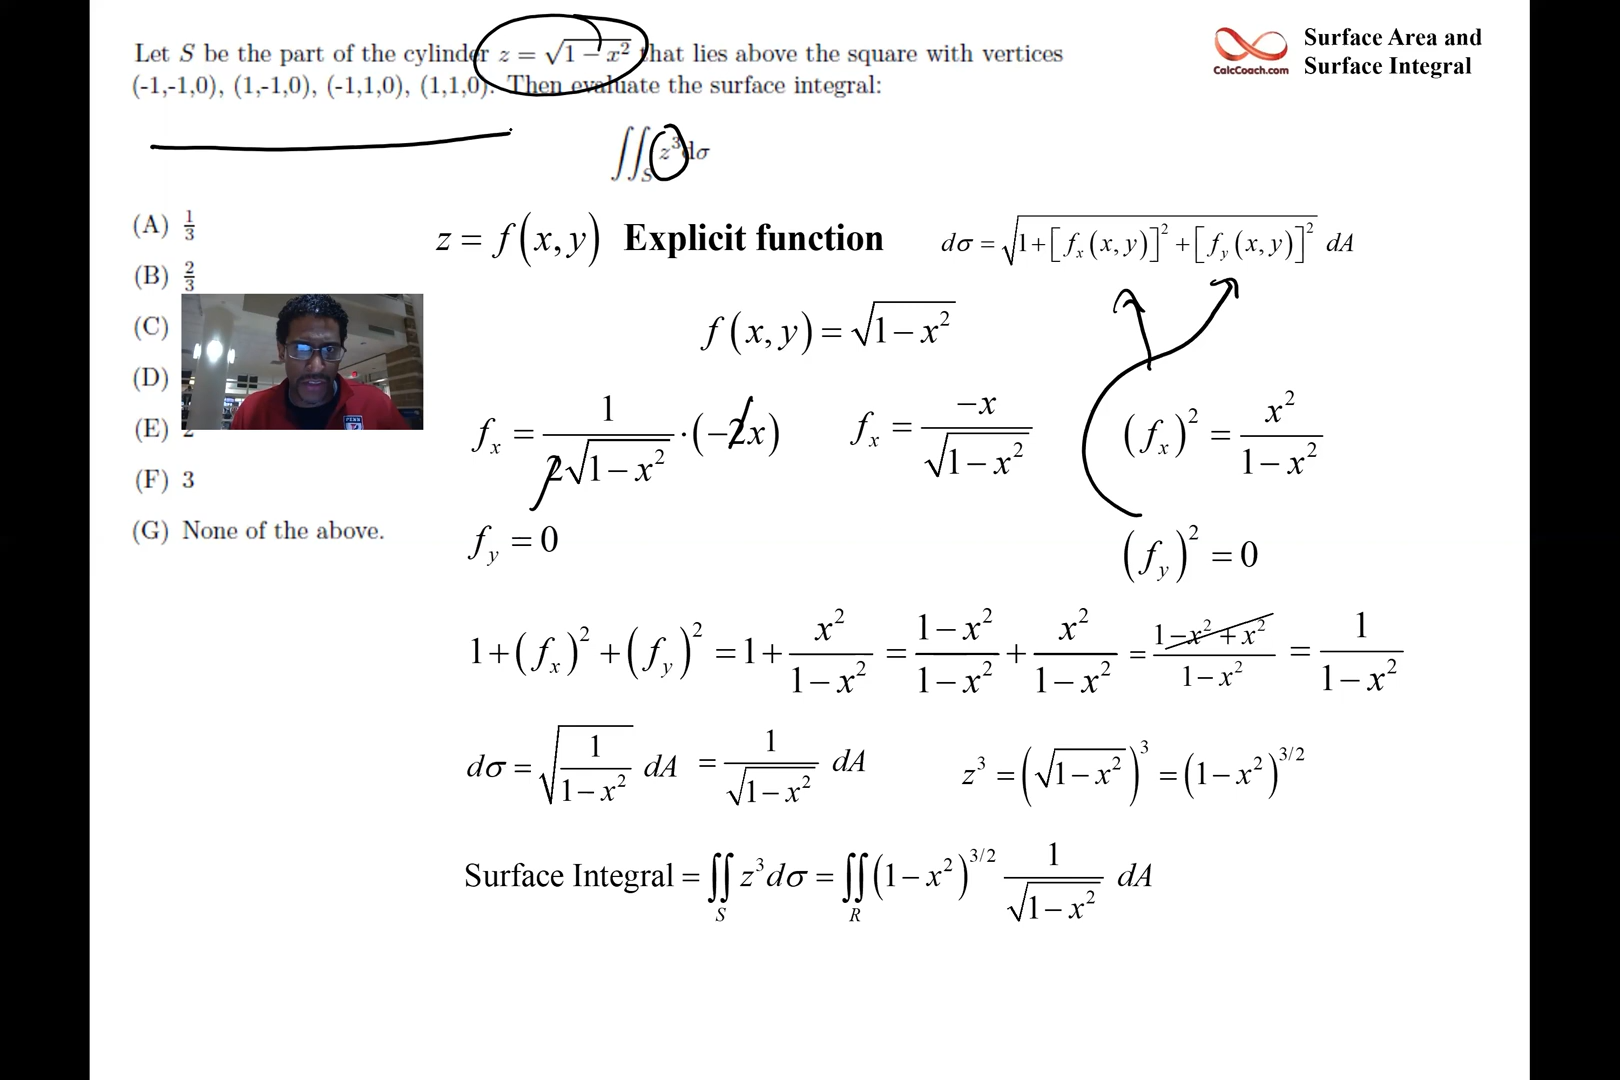 Let S be the part of the cylinder z = √(1 − x²) that lies above the square with vertices
(-1,-1,0), (1,-1,0), (-1,1,0), (1,1,0). Then evaluate the surface integral:
CalcCoach.com
Surface Area and
Surface Integral
∬_S z³dσ
(A) 1/3
(B) 2/3
(C)
(D)
(E)
(F) 3
(G) None of the above.
z = f(x, y) Explicit function
dσ = √(1+[f_x(x,y)]² +[f_y(x,y)]²) dA
f(x, y) = √(1−x²)
f_x = 1/(2√(1−x²)) ·(−2x)
f_x = −x/√(1−x²)
(f_x)² = x²/(1−x²)
f_y = 0
(f_y)² = 0
1+(f_x)² +(f_y)² = 1+ x²/(1−x²) = (1−x²)/(1−x²) + x²/(1−x²) = (1−x²+x²)/(1−x²) = 1/(1−x²)
dσ = √(1/(1−x²)) dA = 1/√(1−x²) dA
z³ = (√(1−x²))³ = (1−x²)^(3/2)
Surface Integral = ∬_S z³dσ = ∬_R (1−x²)^(3/2) 1/√(1−x²) dA
PENN